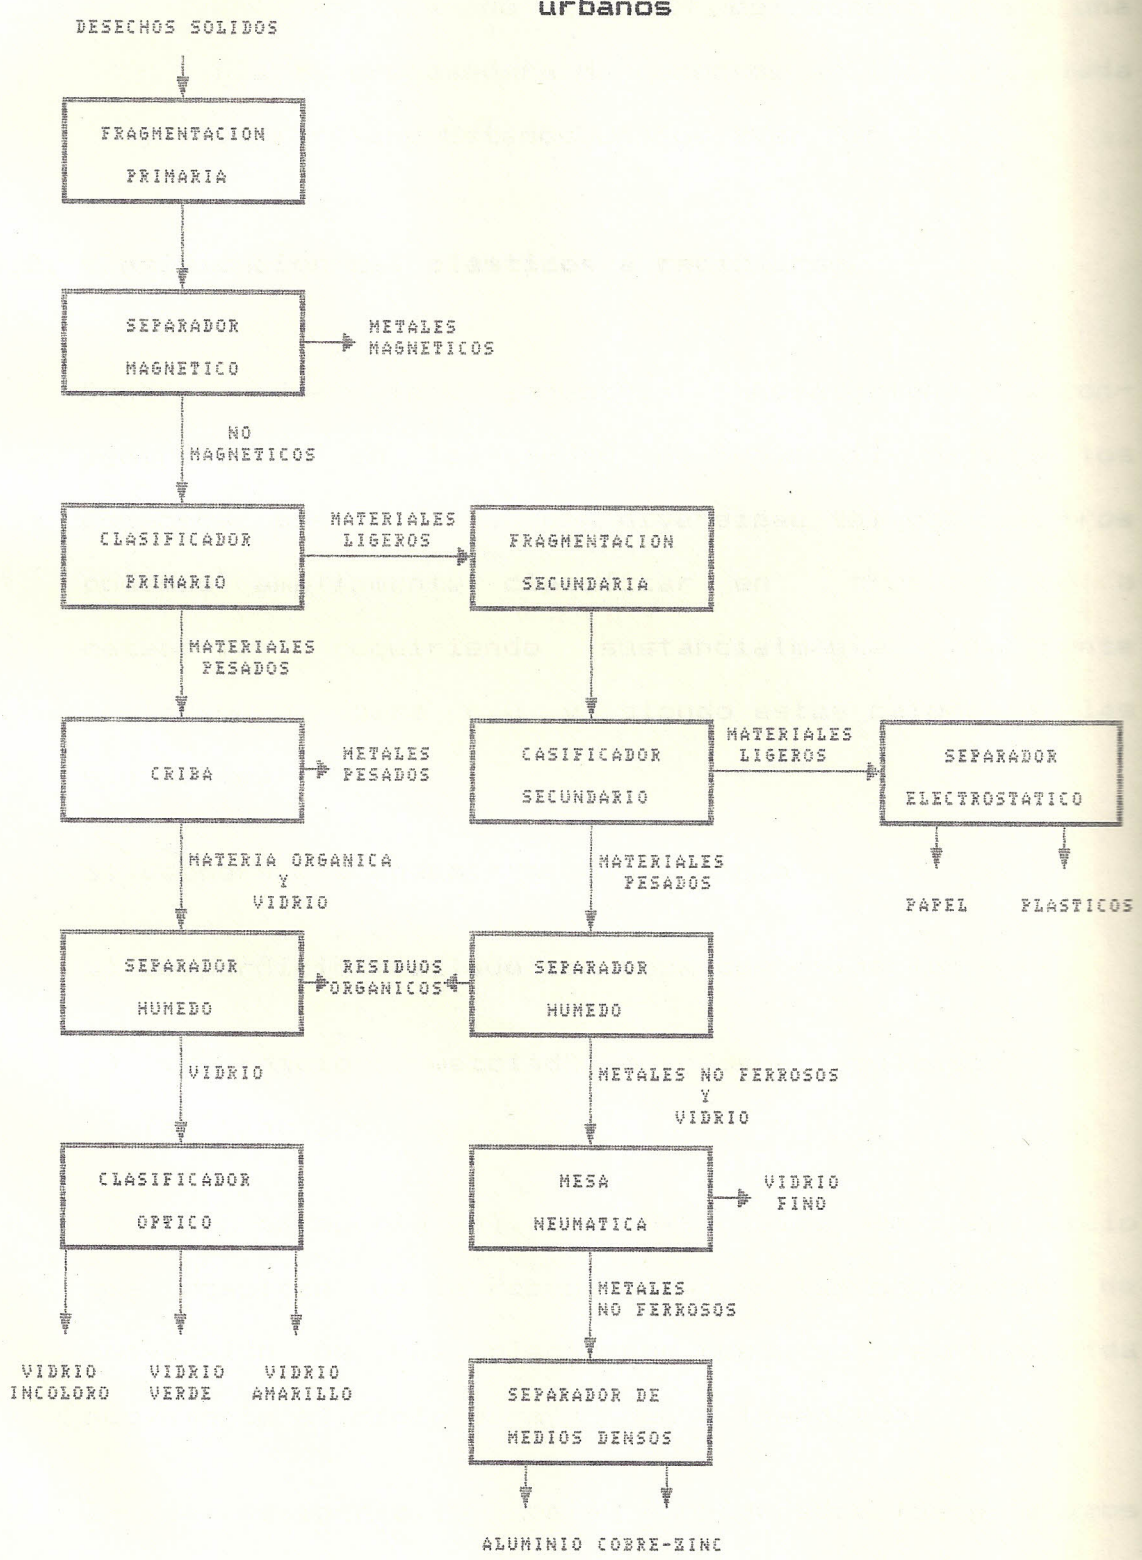 urbanos
DESECHOS SOLIDOS
FRAGMENTACION
PRIMARIA
SEPARADOR
MAGNETICO
METALES
MAGNETICOS
NO
MAGNETICOS
CLASIFICADOR
PRIMARIO
MATERIALES
LIGEROS
FRAGMENTACION
SECUNDARIA
MATERIALES
PESADOS
CRIBA
METALES
PESADOS
CASIFICADOR
SECUNDARIO
MATERIALES
LIGEROS
SEPARADOR
ELECTROSTATICO
PAPEL PLASTICOS
MATERIA ORGANICA
Y
VIDRIO
MATERIALES
PESADOS
SEPARADOR
HUMEDO
RESIDUOS
ORGANICOS
SEPARADOR
HUMEDO
VIDRIO
METALES NO FERROSOS
Y
VIDRIO
CLASIFICADOR
OPTICO
MESA
NEUMATICA
VIDRIO
FINO
METALES
NO FERROSOS
VIDRIO
INCOLORO
VIDRIO
VERDE
VIDRIO
AMARILLO
SEPARADOR DE
MEDIOS DENSOS
ALUMINIO COBRE-ZINC